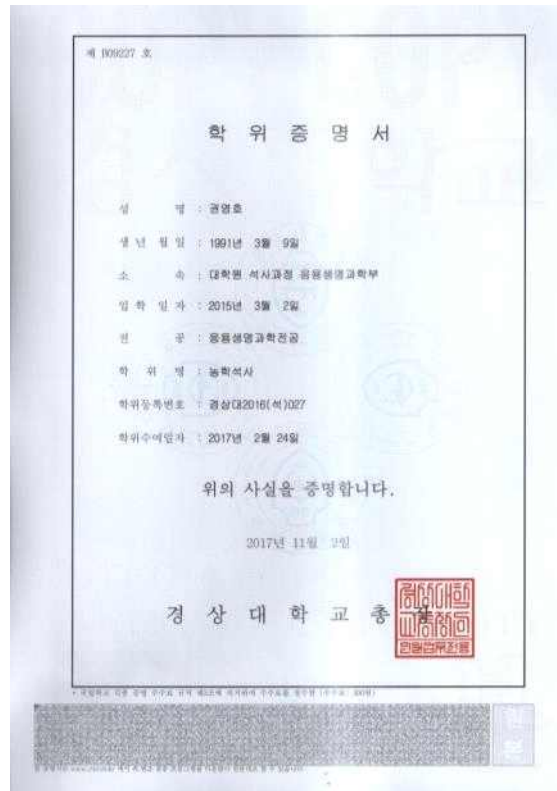 제 B09227 호
학 위 증 명 서
성 명 : 권영호
생 년 월 일 : 1991년 3월 9일
소 속 : 대학원 석사과정 응용생명과학부
입 학 일 자 : 2015년 3월 2일
전 공 : 응용생명과학전공
학 위 명 : 농학석사
학위등록번호 : 경상대2016(석)027
학위수여일자 : 2017년 2월 24일
위의 사실을 증명합니다.
2017년 11월
경 상 대 학 교 총 장